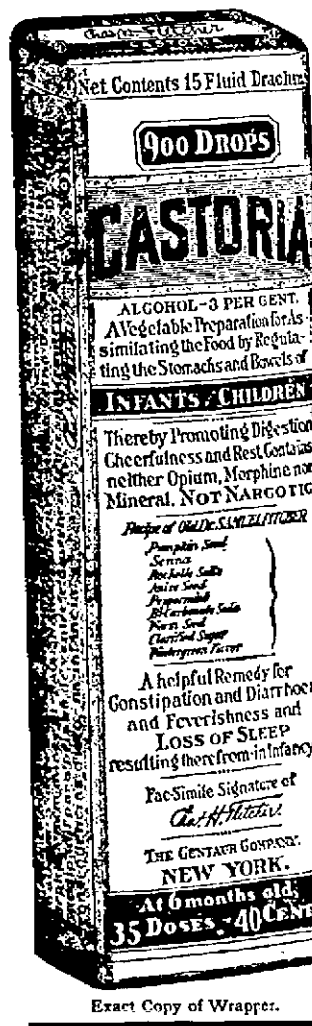 Chas. H. Fletcher
Net Contents 15 Fluid Drachms
900 DROPS
CASTORIA
ALCOHOL-3 PER CENT.
A Vegetable Preparation for As-
similating the Food by Regula-
ting the Stomachs and Bowels of
INFANTS CHILDREN
Thereby Promoting Digestion
Cheerfulness and Rest Contains
neither Opium, Morphine nor
Mineral. NOT NARCOTIC
Recipe of Old Dr. SAMUEL PITCHER
Pumpkin Seed
Senna
Rochelle Salts
Anise Seed
Peppermint
Bi-Carbonate Soda
Worm Seed
Clarified Sugar
Wintergreen Flavor
A helpful Remedy for
Constipation and Diarrhoea
and Feverishness and
LOSS OF SLEEP
resulting therefrom in Infancy
Fac-Simile Signature of
Chas. H. Fletcher.
THE CENTAUR COMPANY.
NEW YORK.
At 6 months old
35 DOSES - 40 CENT
Exact Copy of Wrapper.